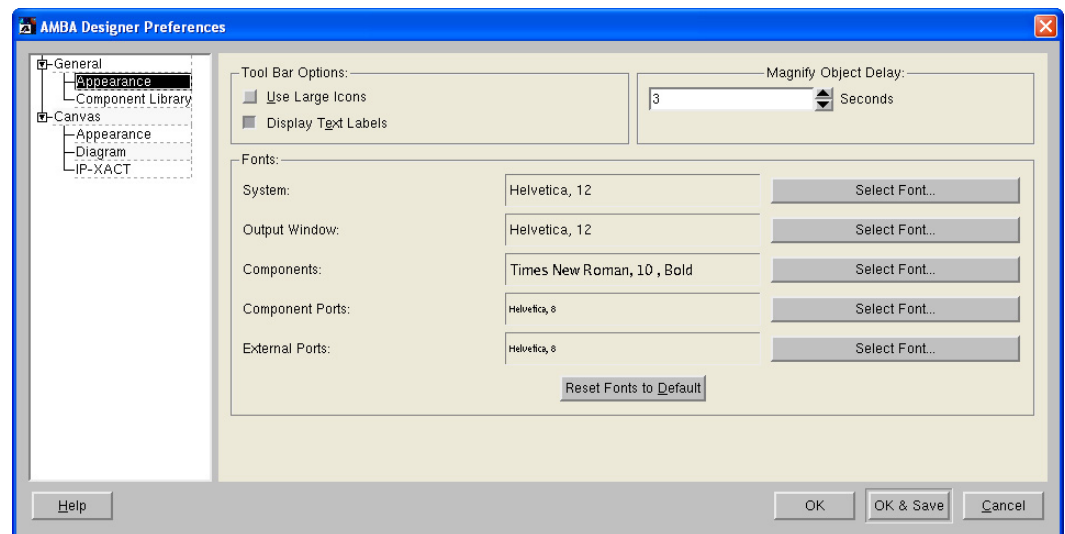 AMBA Designer Preferences
General
Appearance
Component Library
Canvas
Appearance
Diagram
IP-XACT
Tool Bar Options:
Use Large Icons
Display Text Labels
Magnify Object Delay:
3 Seconds
Fonts:
System: Helvetica, 12 Select Font...
Output Window: Helvetica, 12 Select Font...
Components: Times New Roman, 10 , Bold Select Font...
Component Ports: Helvetica, 8 Select Font...
External Ports: Helvetica, 8 Select Font...
Reset Fonts to Default
Help OK OK & Save Cancel